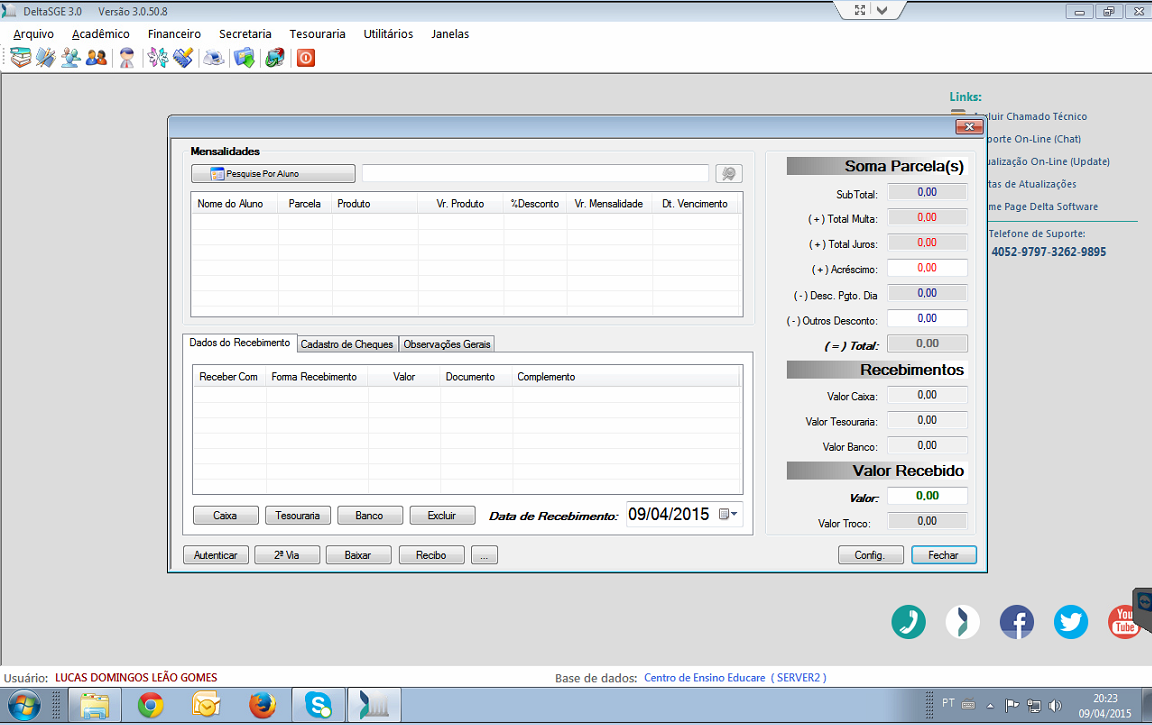 DeltaSGE 3.0 Versão 3.0.50.8
Arquivo Acadêmico Financeiro Secretaria Tesouraria Utilitários Janelas
Links:
luir Chamado Técnico
porte On-Line (Chat)
ualização On-Line (Update)
tas de Atualizações
me Page Delta Software
Telefone de Suporte:
4052-9797-3262-9895
Mensalidades
Pesquise Por Aluno
Nome do Aluno Parcela Produto Vr. Produto %Desconto Vr. Mensalidade Dt. Vencimento
Dados do Recebimento Cadastro de Cheques Observações Gerais
Receber Com Forma Recebimento Valor Documento Complemento
Caixa Tesouraria Banco Excluir Data de Recebimento: 09/04/2015
Autenticar 2ª Via Baixar Recibo ...
Soma Parcela(s)
SubTotal: 0,00
(+) Total Multa: 0,00
(+) Total Juros: 0,00
(+) Acréscimo: 0,00
(-) Desc. Pgto. Dia 0,00
(-) Outros Desconto: 0,00
(=) Total: 0,00
Recebimentos
Valor Caixa: 0,00
Valor Tesouraria: 0,00
Valor Banco: 0,00
Valor Recebido
Valor: 0,00
Valor Troco: 0,00
Config. Fechar
You
Tube
Usuário: LUCAS DOMINGOS LEÃO GOMES Base de dados: Centro de Ensino Educare ( SERVER2 )
PT
20:23
09/04/2015